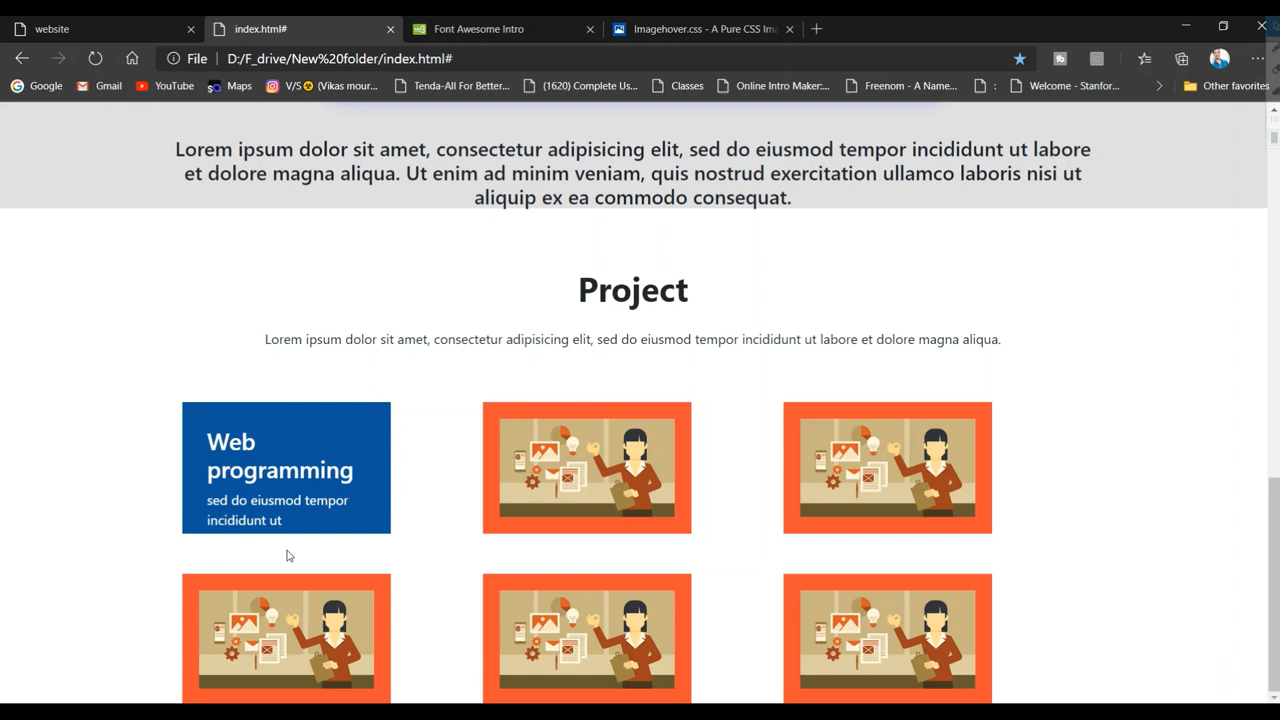 website
index.html#
Font Awesome Intro
Imagehover.css - A Pure CSS Ima
File
D:/F_drive/New%20folder/index.html#
Google
Gmail
YouTube
Maps
V/S☢(Vikas mour...
Tenda-All For Better...
(1620) Complete Us...
Classes
Online Intro Maker:...
Freenom - A Name...
:
Welcome - Stanfor...
Other favorites
Lorem ipsum dolor sit amet, consectetur adipisicing elit, sed do eiusmod tempor incididunt ut labore
et dolore magna aliqua. Ut enim ad minim veniam, quis nostrud exercitation ullamco laboris nisi ut
aliquip ex ea commodo consequat.
Project
Lorem ipsum dolor sit amet, consectetur adipisicing elit, sed do eiusmod tempor incididunt ut labore et dolore magna aliqua.
Web
programming
sed do eiusmod tempor
incididunt ut